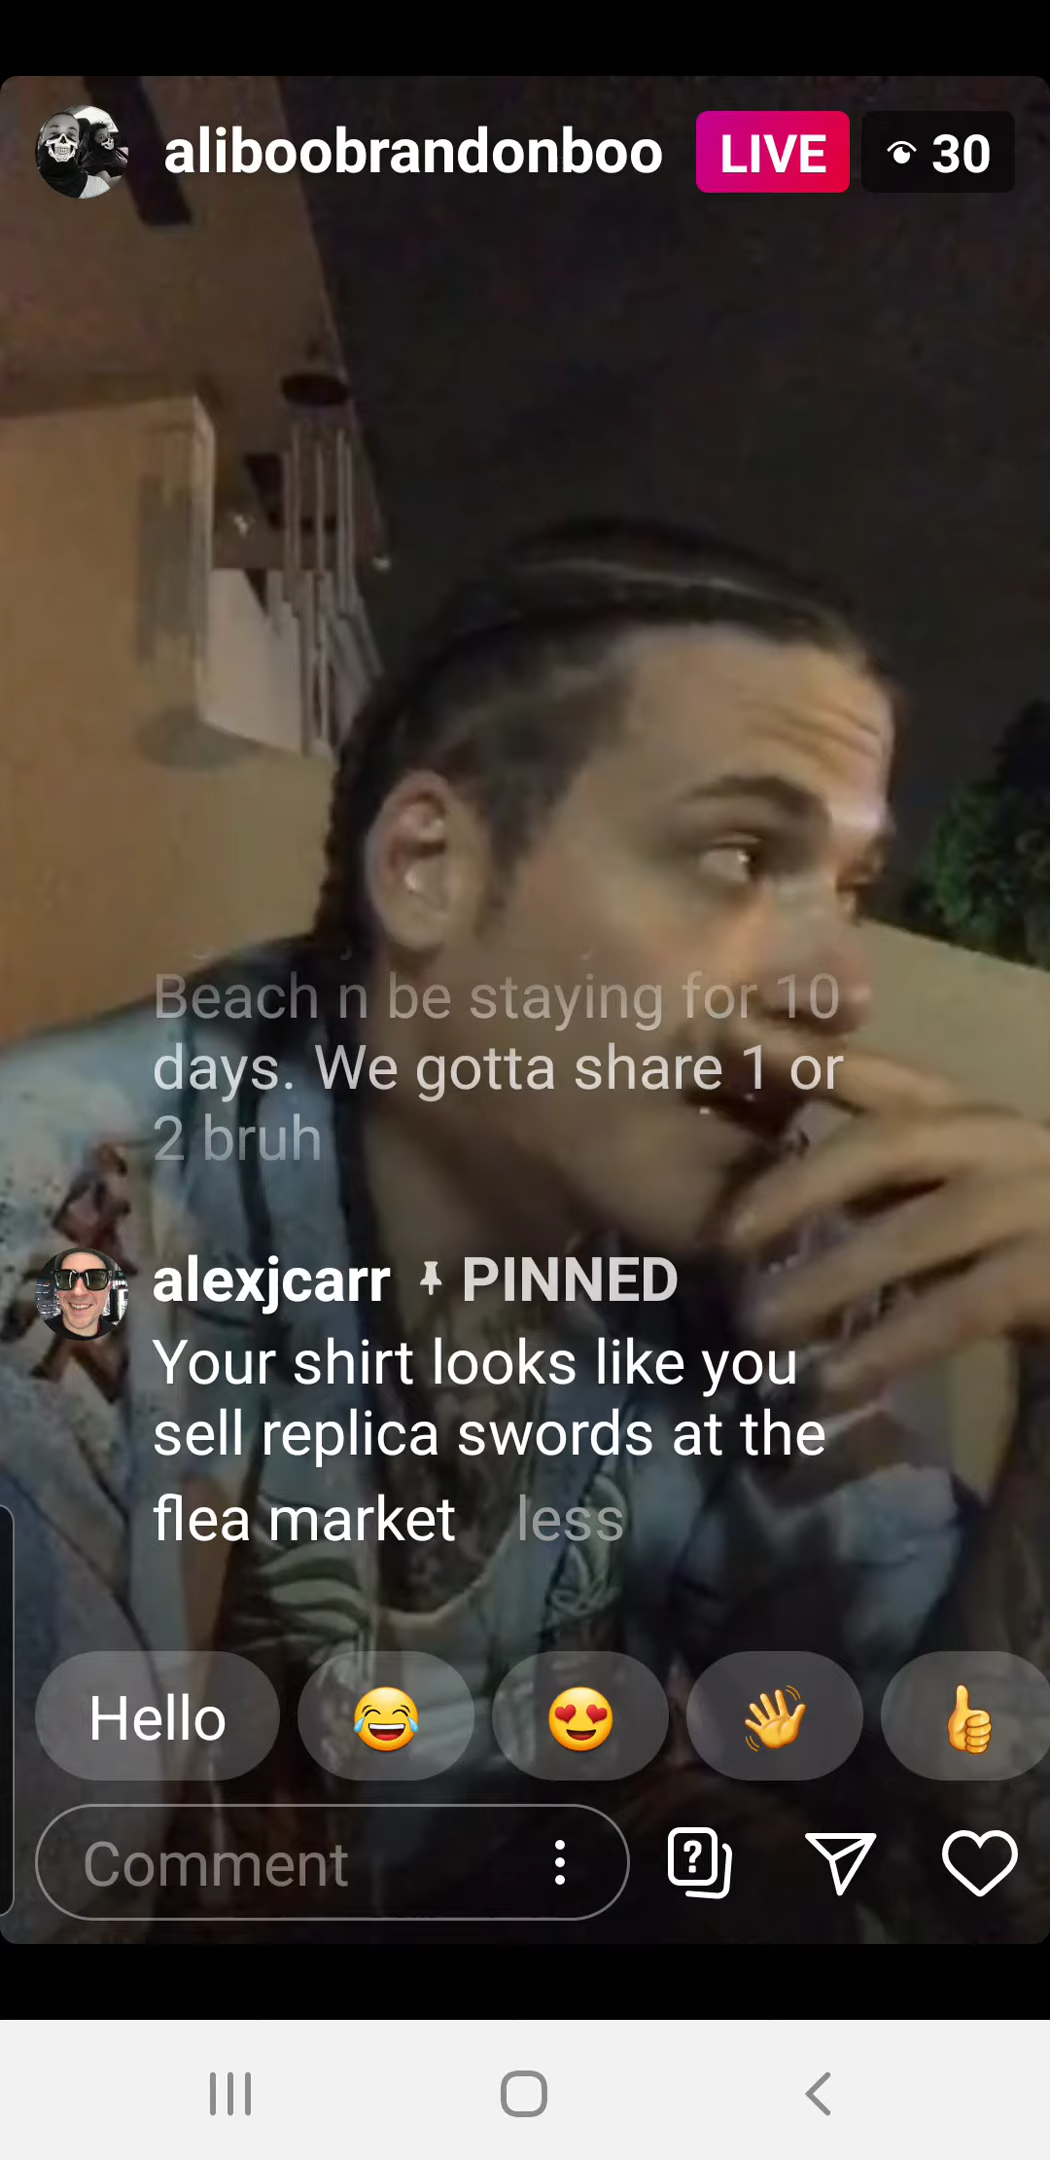 aliboobrandonboo LIVE 30
Beach n be staying for 10
days. We gotta share 1 or
2 bruh
alexjcarr PINNED
Your shirt looks like you
sell replica swords at the
flea market less
Hello
Comment
?